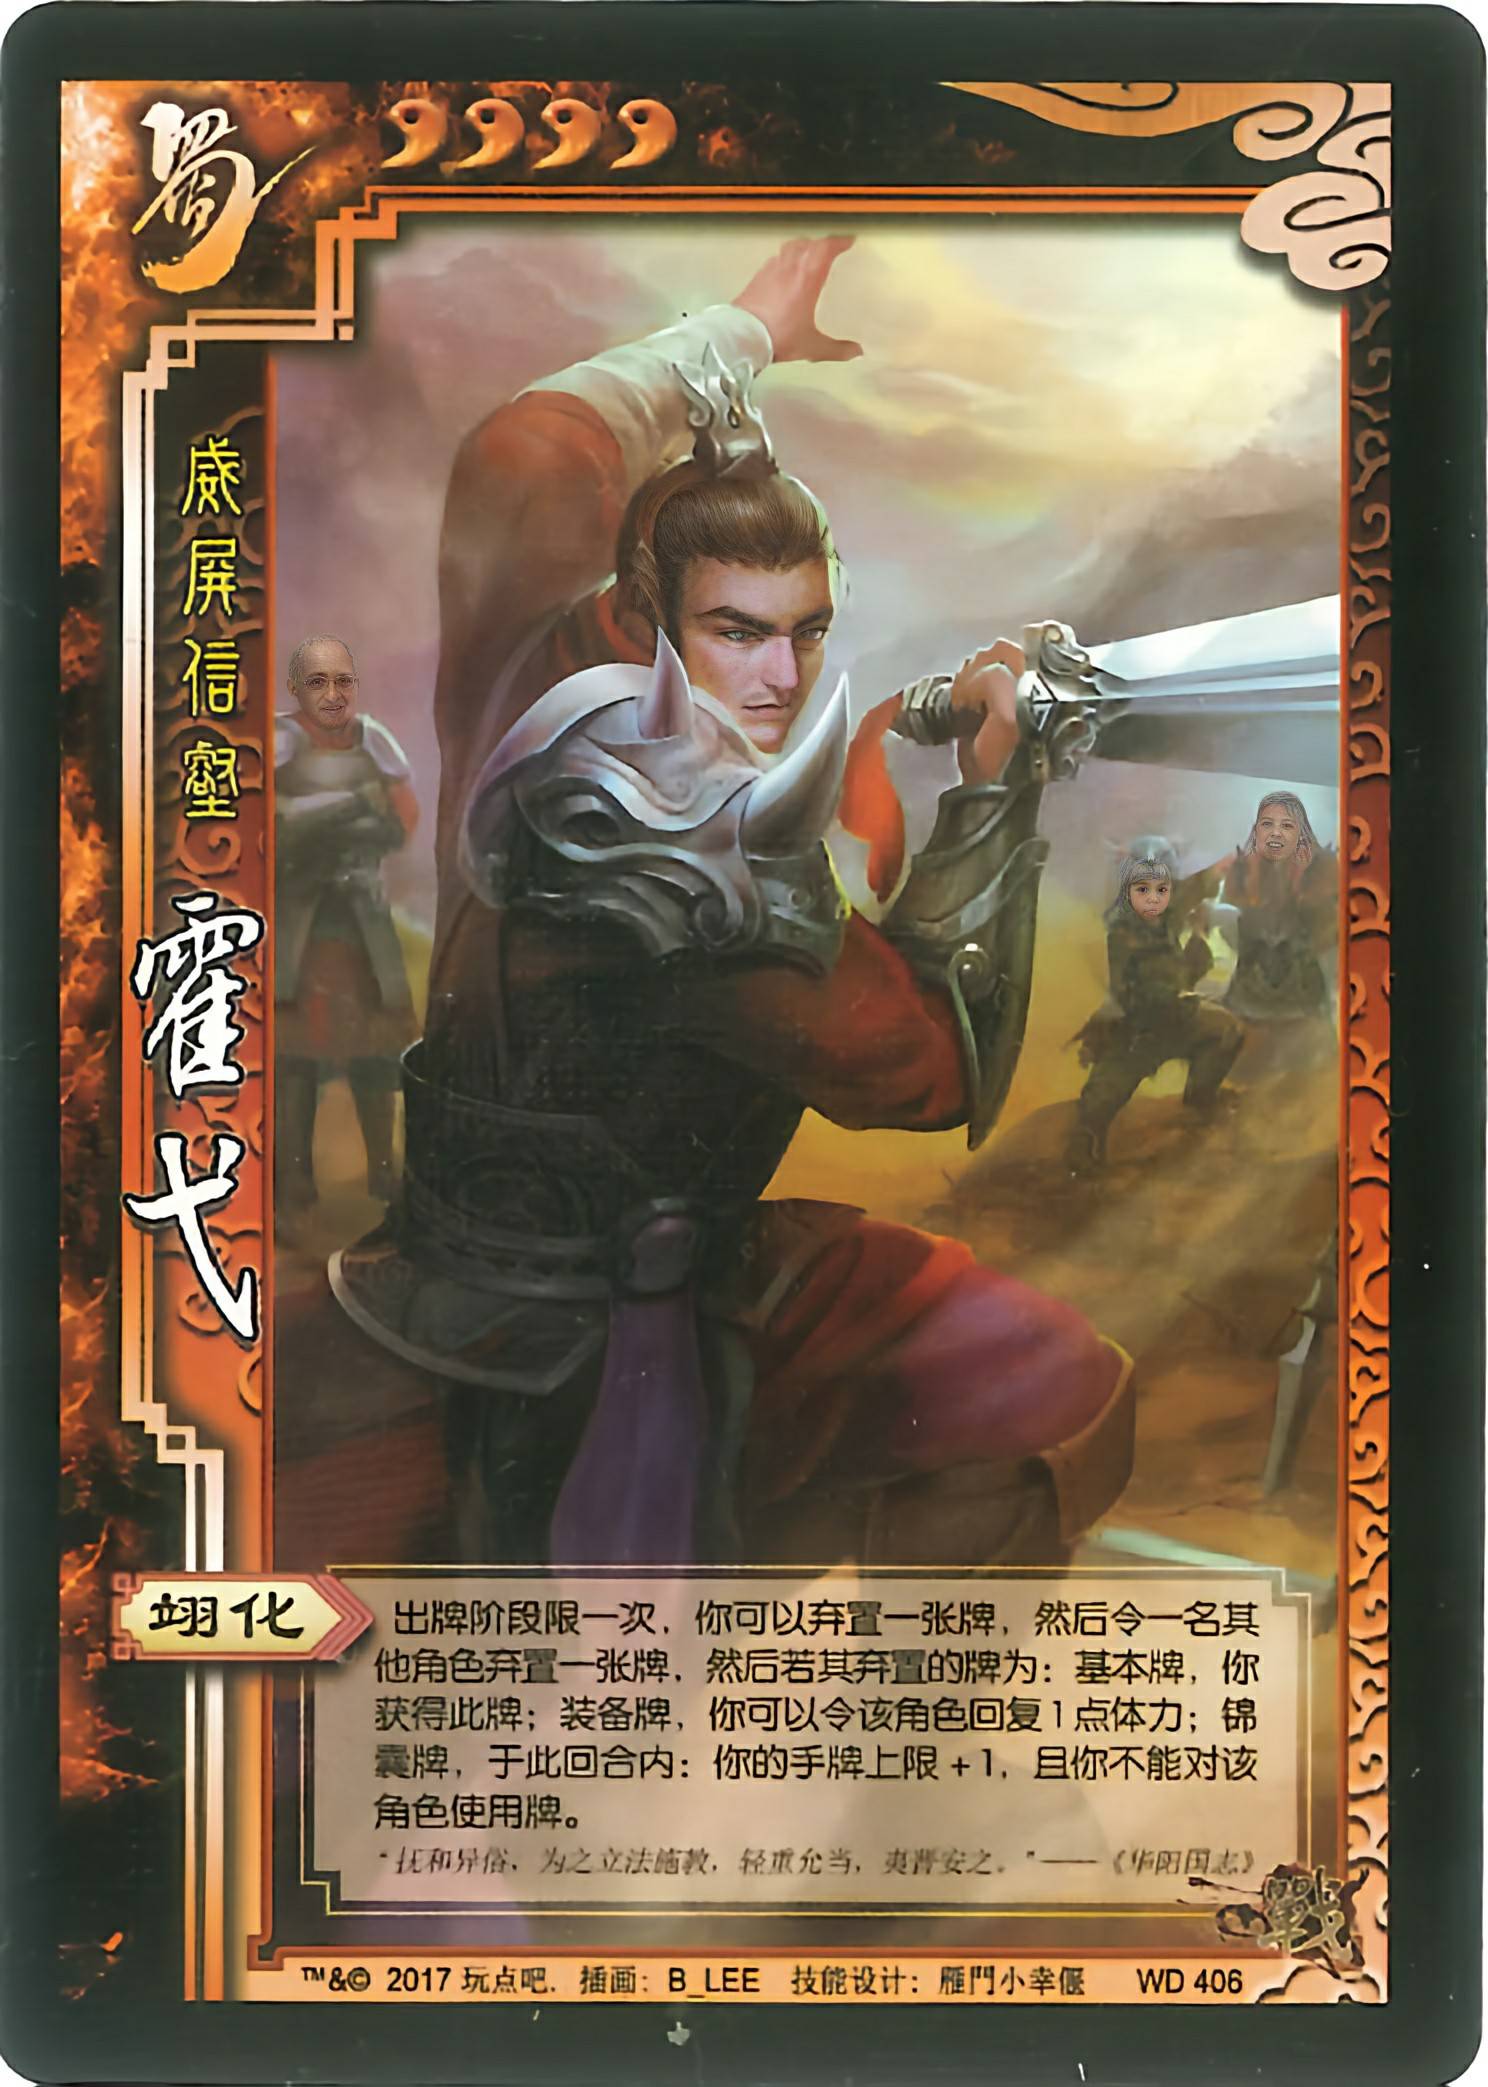 蜀
威屏信壑
霍弋
翊化
出牌阶段限一次，你可以弃置一张牌，然后令一名其
他角色弃置一张牌，然后若其弃置的牌为：基本牌，你
获得此牌；装备牌，你可以令该角色回复1点体力；锦
囊牌，于此回合内：你的手牌上限+1，且你不能对该
角色使用牌。
“抚和异俗，为之立法施教，轻重允当，夷晋安之。”——《华阳国志》
戰
™&© 2017 玩点吧．插画：B_LEE 技能设计：雁門小幸偃 WD 406